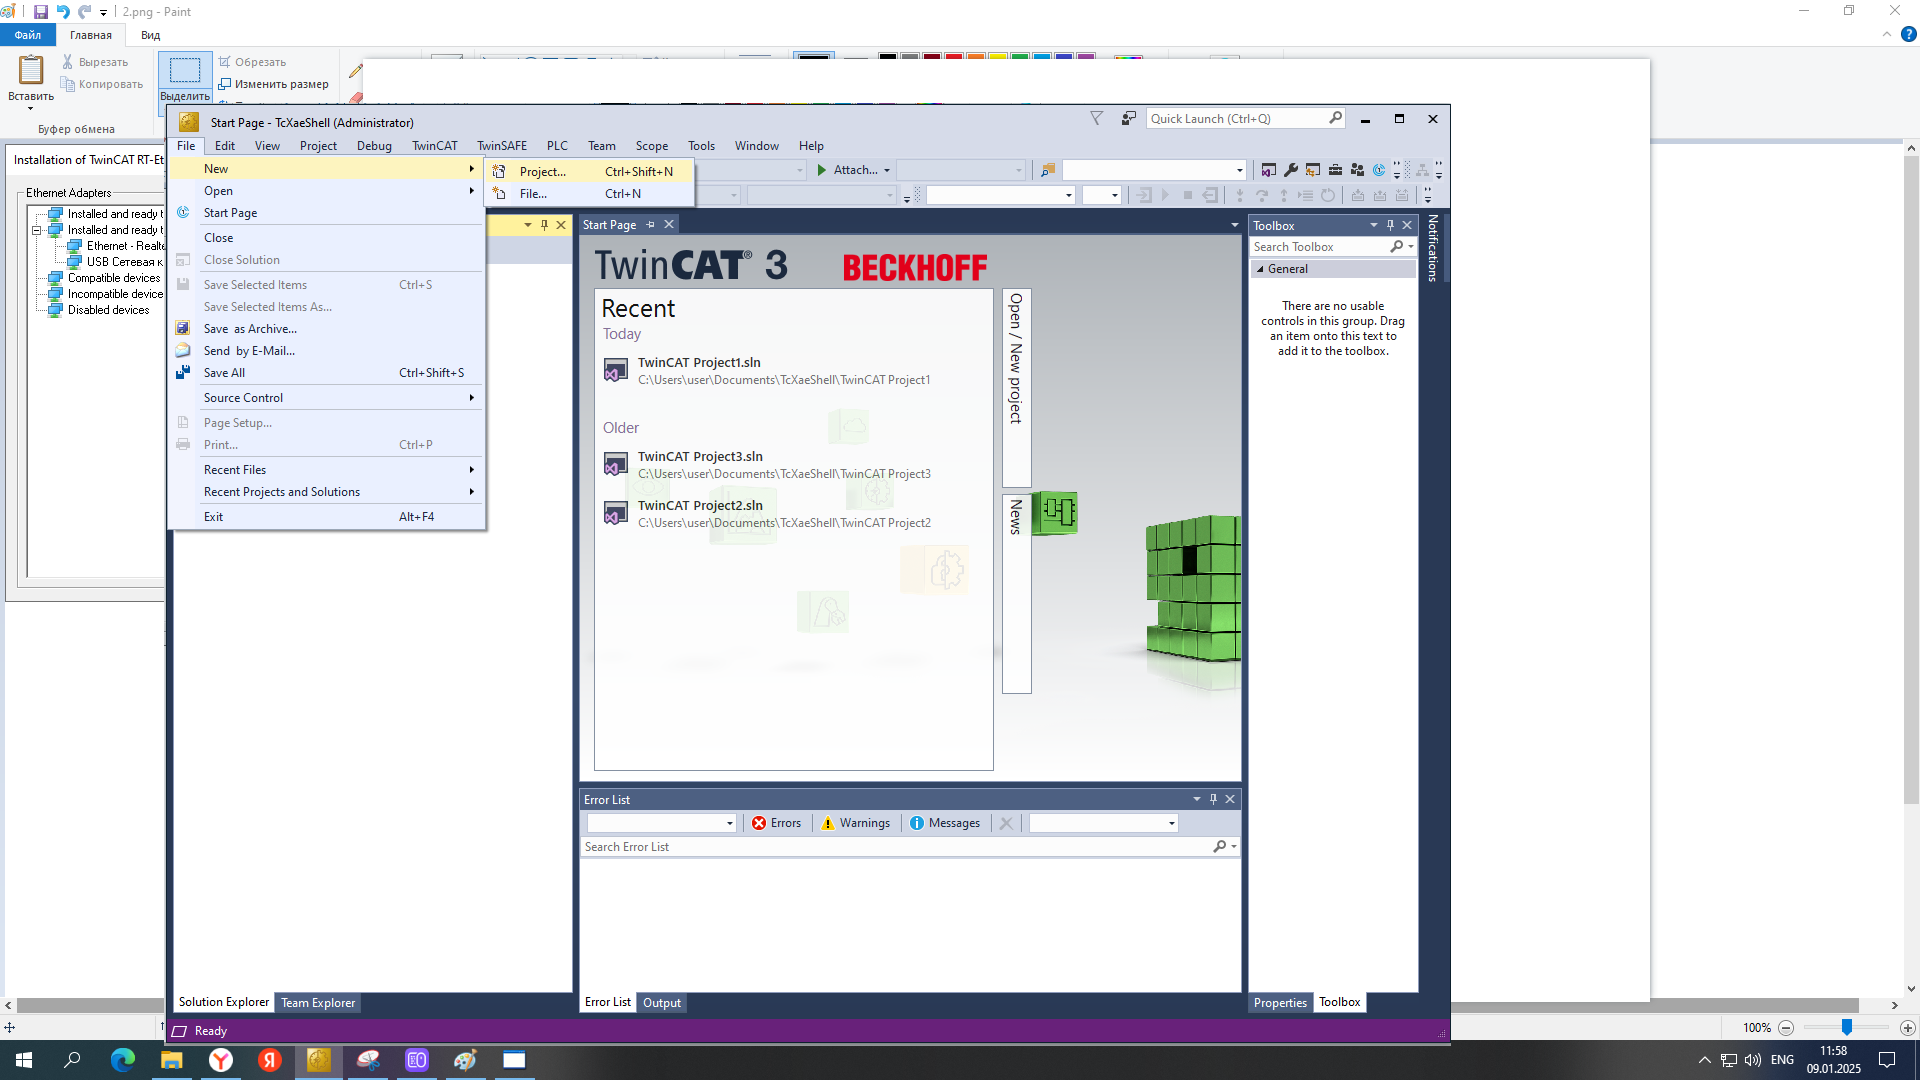 2.png - Paint
Файл
Главная
Вид
Вставить
Вырезать
Копировать
Буфер обмена
Выделить
Обрезать
Изменить размер
Installation of TwinCAT RT-Et
Ethernet Adapters
Installed and ready t
Installed and ready t
Ethernet - Realte
USB Сетевая к
Compatible devices
Incompatible device
Disabled devices
Start Page - TcXaeShell (Administrator)
Quick Launch (Ctrl+Q)
File Edit View Project Debug TwinCAT TwinSAFE PLC Team Scope Tools Window Help
New
Open
Start Page
Close
Close Solution
Save Selected Items Ctrl+S
Save Selected Items As...
Save as Archive...
Send by E-Mail...
Save All Ctrl+Shift+S
Source Control
Page Setup...
Print... Ctrl+P
Recent Files
Recent Projects and Solutions
Exit Alt+F4
Project... Ctrl+Shift+N
File... Ctrl+N
Attach...
Start Page
TwinCAT® 3
BECKHOFF
Recent
Today
TwinCAT Project1.sln
C:\Users\user\Documents\TcXaeShell\TwinCAT Project1
Older
TwinCAT Project3.sln
C:\Users\user\Documents\TcXaeShell\TwinCAT Project3
TwinCAT Project2.sln
C:\Users\user\Documents\TcXaeShell\TwinCAT Project2
Open / New project
News
Toolbox
Search Toolbox
General
There are no usable
controls in this group. Drag
an item onto this text to
add it to the toolbox.
Notifications
Error List
Errors
Warnings
Messages
Search Error List
Solution Explorer
Team Explorer
Error List
Output
Properties
Toolbox
Ready
100%
ENG
11:58
09.01.2025